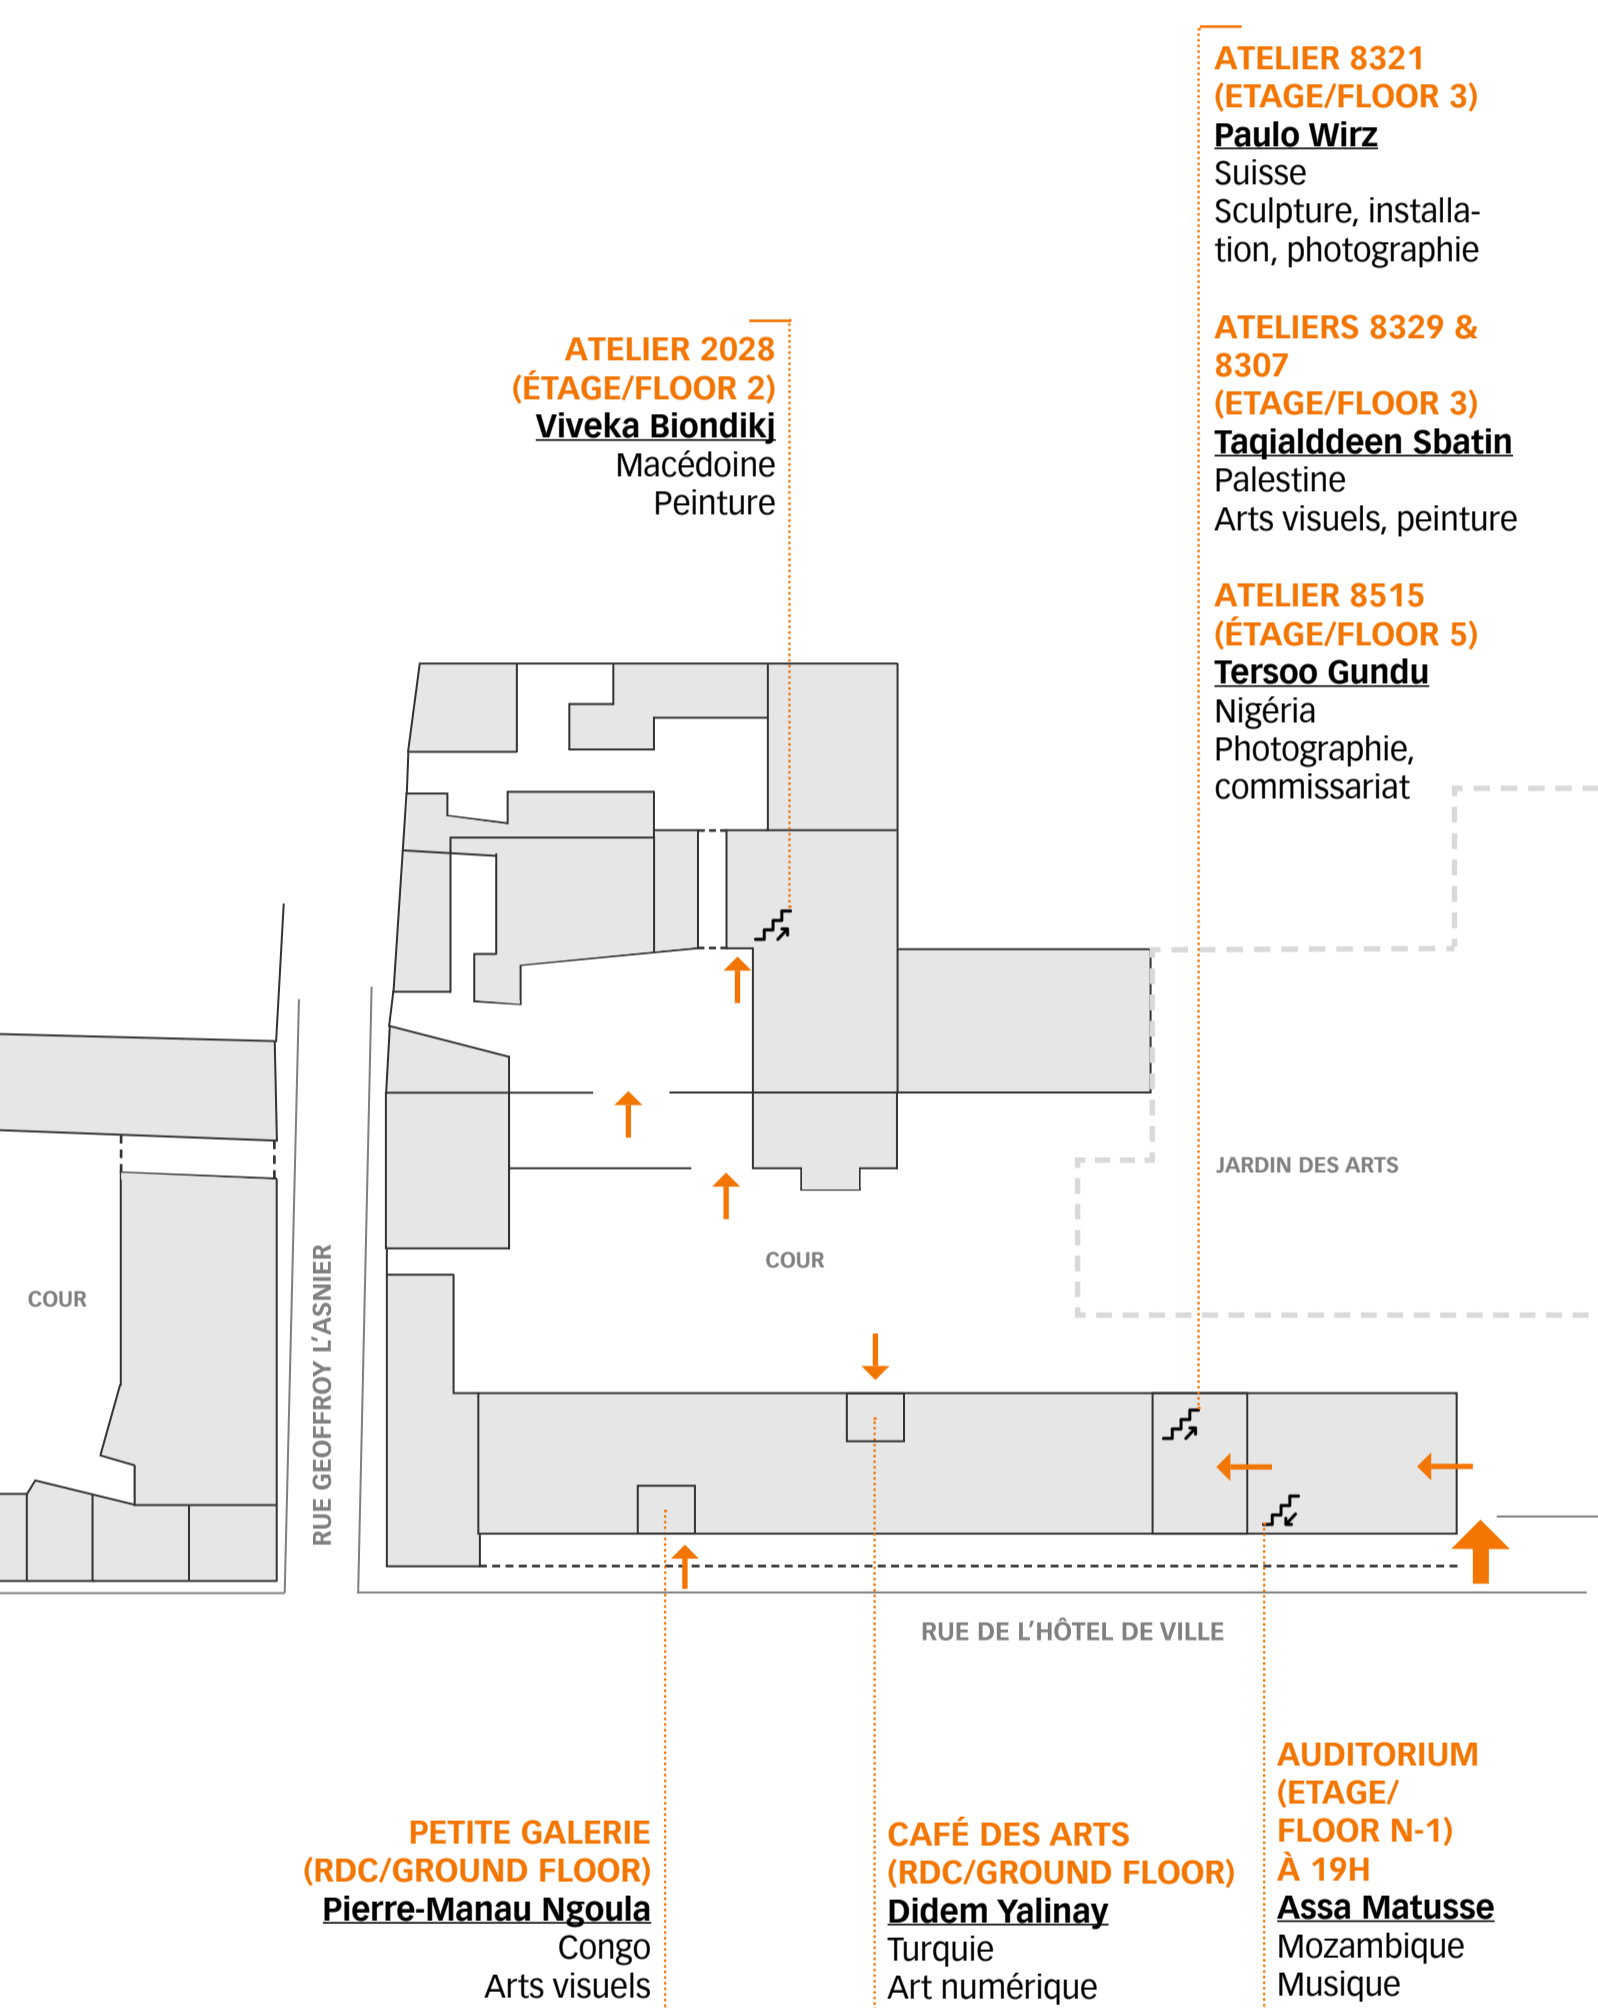 ATELIER 8321
(ETAGE/FLOOR 3)
Paulo Wirz
Suisse
Sculpture, installa-
tion, photographie
ATELIERS 8329 &
8307
(ETAGE/FLOOR 3)
Taqialddeen Sbatin
Palestine
Arts visuels, peinture
ATELIER 8515
(ÉTAGE/FLOOR 5)
Tersoo Gundu
Nigéria
Photographie,
commissariat
ATELIER 2028
(ÉTAGE/FLOOR 2)
Viveka Biondikj
Macédoine
Peinture
JARDIN DES ARTS
COUR
COUR
RUE GEOFFROY L'ASNIER
RUE DE L'HÔTEL DE VILLE
PETITE GALERIE
(RDC/GROUND FLOOR)
Pierre-Manau Ngoula
Congo
Arts visuels
CAFÉ DES ARTS
(RDC/GROUND FLOOR)
Didem Yalinay
Turquie
Art numérique
AUDITORIUM
(ETAGE/
FLOOR N-1)
À 19H
Assa Matusse
Mozambique
Musique